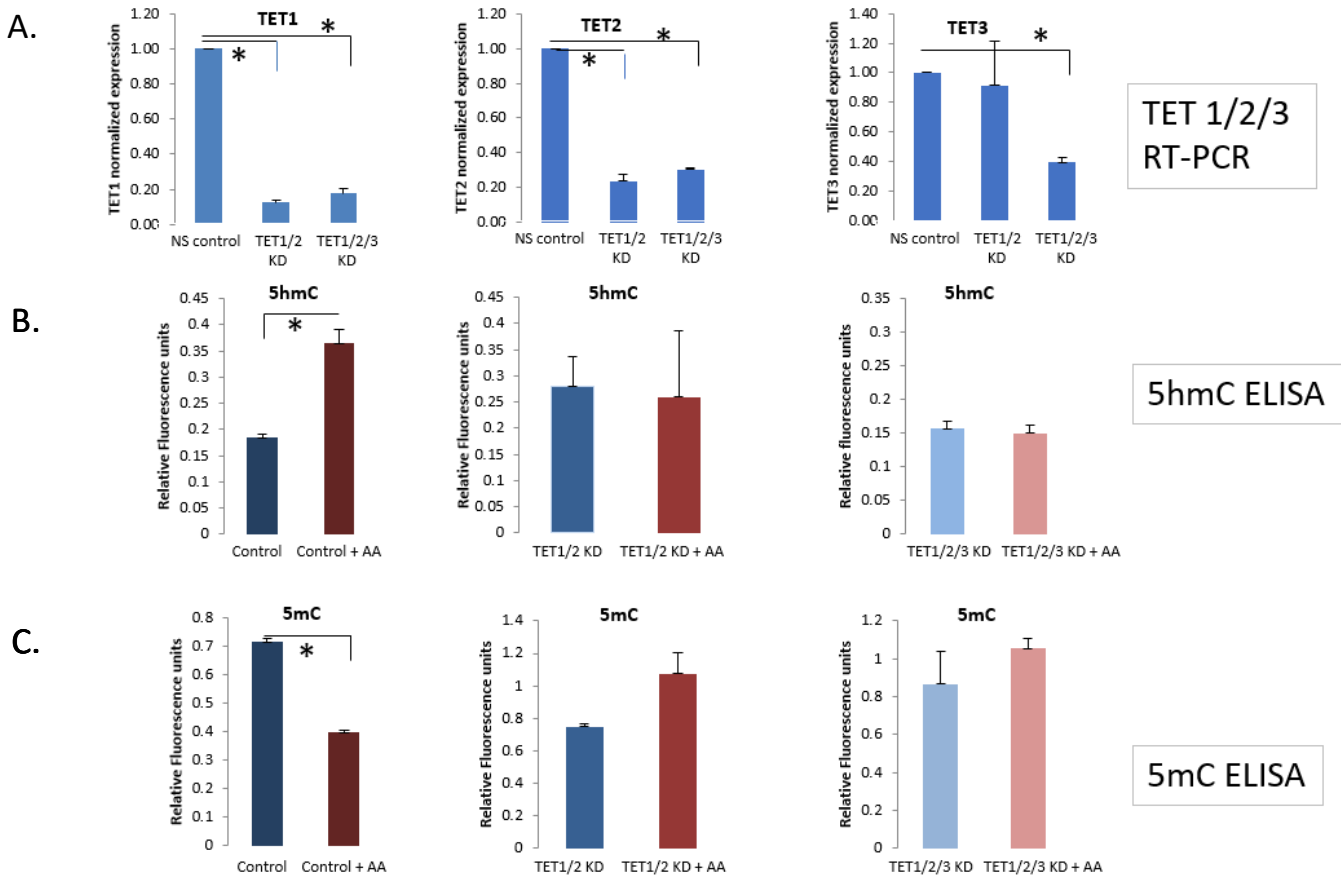 A.
TET1
*
*
TET1 normalized expression
1.20
1.00
0.80
0.60
0.40
0.20
0.00
NS control
TET1/2 KD
TET1/2/3 KD
TET2
*
*
TET2 normalized expression
1.20
1.00
0.80
0.60
0.40
0.20
0.00
NS control
TET1/2 KD
TET1/2/3 KD
TET3
*
TET3 normalized expression
1.40
1.20
1.00
0.80
0.60
0.40
0.20
0.00
NS control
TET1/2 KD
TET1/2/3 KD
TET 1/2/3
RT-PCR
B.
5hmC
*
Relative Fluorescence units
0.45
0.4
0.35
0.3
0.25
0.2
0.15
0.1
0.05
0
Control
Control + AA
5hmC
Relative Fluorescence units
0.45
0.4
0.35
0.3
0.25
0.2
0.15
0.1
0.05
0
TET1/2 KD
TET1/2 KD + AA
5hmC
Relative fluorescence units
0.35
0.3
0.25
0.2
0.15
0.1
0.05
0
TET1/2/3 KD
TET1/2/3 KD + AA
5hmC ELISA
C.
5mC
*
Relative Fluorescence units
0.8
0.7
0.6
0.5
0.4
0.3
0.2
0.1
0
Control
Control + AA
5mC
Relative Fluorescence units
1.4
1.2
1
0.8
0.6
0.4
0.2
0
TET1/2 KD
TET1/2 KD + AA
5mC
Relative Fluorescence units
1.2
1
0.8
0.6
0.4
0.2
0
TET1/2/3 KD
TET1/2/3 KD + AA
5mC ELISA